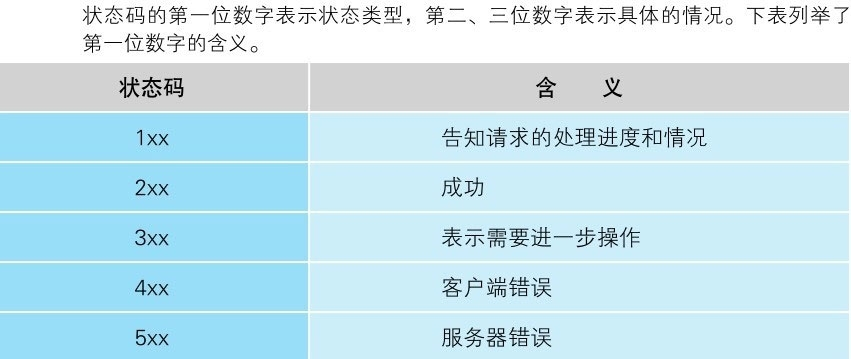 状态码的第一位数字表示状态类型，第二、三位数字表示具体的情况。下表列举了
第一位数字的含义。
状态码 含 义
1xx 告知请求的处理进度和情况
2xx 成功
3xx 表示需要进一步操作
4xx 客户端错误
5xx 服务器错误